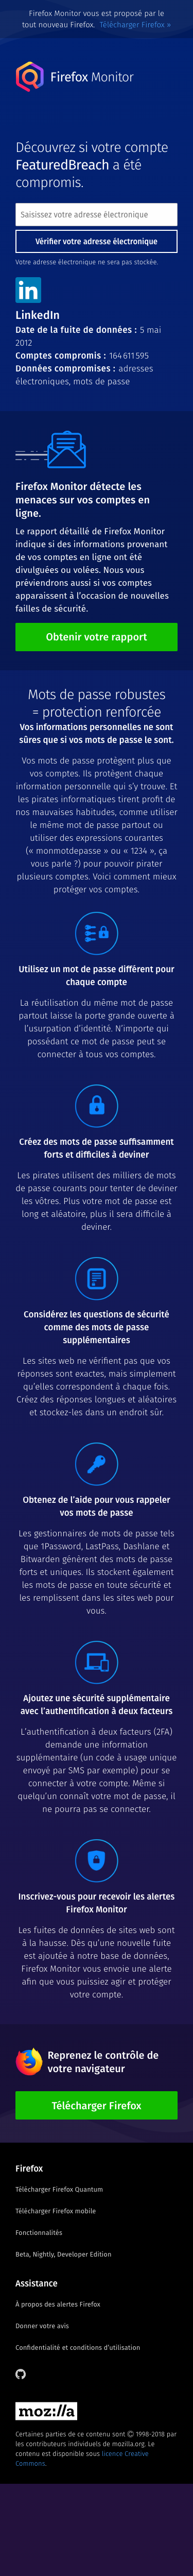 Firefox Monitor vous est proposé par le
tout nouveau Firefox. Télécharger Firefox »
Firefox Monitor
Découvrez si votre compte
FeaturedBreach a été
compromis.
Saisissez votre adresse électronique
Vérifier votre adresse électronique
Votre adresse électronique ne sera pas stockée.
in
LinkedIn
Date de la fuite de données : 5 mai
2012
Comptes compromis : 164 611 595
Données compromises : adresses
électroniques, mots de passe
Firefox Monitor détecte les
menaces sur vos comptes en
ligne.
Le rapport détaillé de Firefox Monitor
indique si des informations provenant
de vos comptes en ligne ont été
divulguées ou volées. Nous vous
préviendrons aussi si vos comptes
apparaissent à l’occasion de nouvelles
failles de sécurité.
Obtenir votre rapport
Mots de passe robustes
= protection renforcée
Vos informations personnelles ne sont
sûres que si vos mots de passe le sont.
Vos mots de passe protègent plus que
vos comptes. Ils protègent chaque
information personnelle qui s’y trouve. Et
les pirates informatiques tirent profit de
nos mauvaises habitudes, comme utiliser
le même mot de passe partout ou
utiliser des expressions courantes
(« monmotdepasse » ou « 1234 », ça
vous parle ?) pour pouvoir pirater
plusieurs comptes. Voici comment mieux
protéger vos comptes.
Utilisez un mot de passe différent pour
chaque compte
La réutilisation du même mot de passe
partout laisse la porte grande ouverte à
l’usurpation d’identité. N’importe qui
possédant ce mot de passe peut se
connecter à tous vos comptes.
Créez des mots de passe suffisamment
forts et difficiles à deviner
Les pirates utilisent des milliers de mots
de passe courants pour tenter de deviner
les vôtres. Plus votre mot de passe est
long et aléatoire, plus il sera difficile à
deviner.
Considérez les questions de sécurité
comme des mots de passe
supplémentaires
Les sites web ne vérifient pas que vos
réponses sont exactes, mais simplement
qu’elles correspondent à chaque fois.
Créez des réponses longues et aléatoires
et stockez-les dans un endroit sûr.
Obtenez de l’aide pour vous rappeler
vos mots de passe
Les gestionnaires de mots de passe tels
que 1Password, LastPass, Dashlane et
Bitwarden génèrent des mots de passe
forts et uniques. Ils stockent également
les mots de passe en toute sécurité et
les remplissent dans les sites web pour
vous.
Ajoutez une sécurité supplémentaire
avec l’authentification à deux facteurs
L’authentification à deux facteurs (2FA)
demande une information
supplémentaire (un code à usage unique
envoyé par SMS par exemple) pour se
connecter à votre compte. Même si
quelqu’un connaît votre mot de passe, il
ne pourra pas se connecter.
Inscrivez-vous pour recevoir les alertes
Firefox Monitor
Les fuites de données de sites web sont
à la hausse. Dès qu’une nouvelle fuite
est ajoutée à notre base de données,
Firefox Monitor vous envoie une alerte
afin que vous puissiez agir et protéger
votre compte.
Reprenez le contrôle de
votre navigateur
Télécharger Firefox
Firefox
Télécharger Firefox Quantum
Télécharger Firefox mobile
Fonctionnalités
Beta, Nightly, Developer Edition
Assistance
À propos des alertes Firefox
Donner votre avis
Confidentialité et conditions d’utilisation
moz://a
Certaines parties de ce contenu sont © 1998-2018 par
les contributeurs individuels de mozilla.org. Le
contenu est disponible sous licence Creative
Commons.